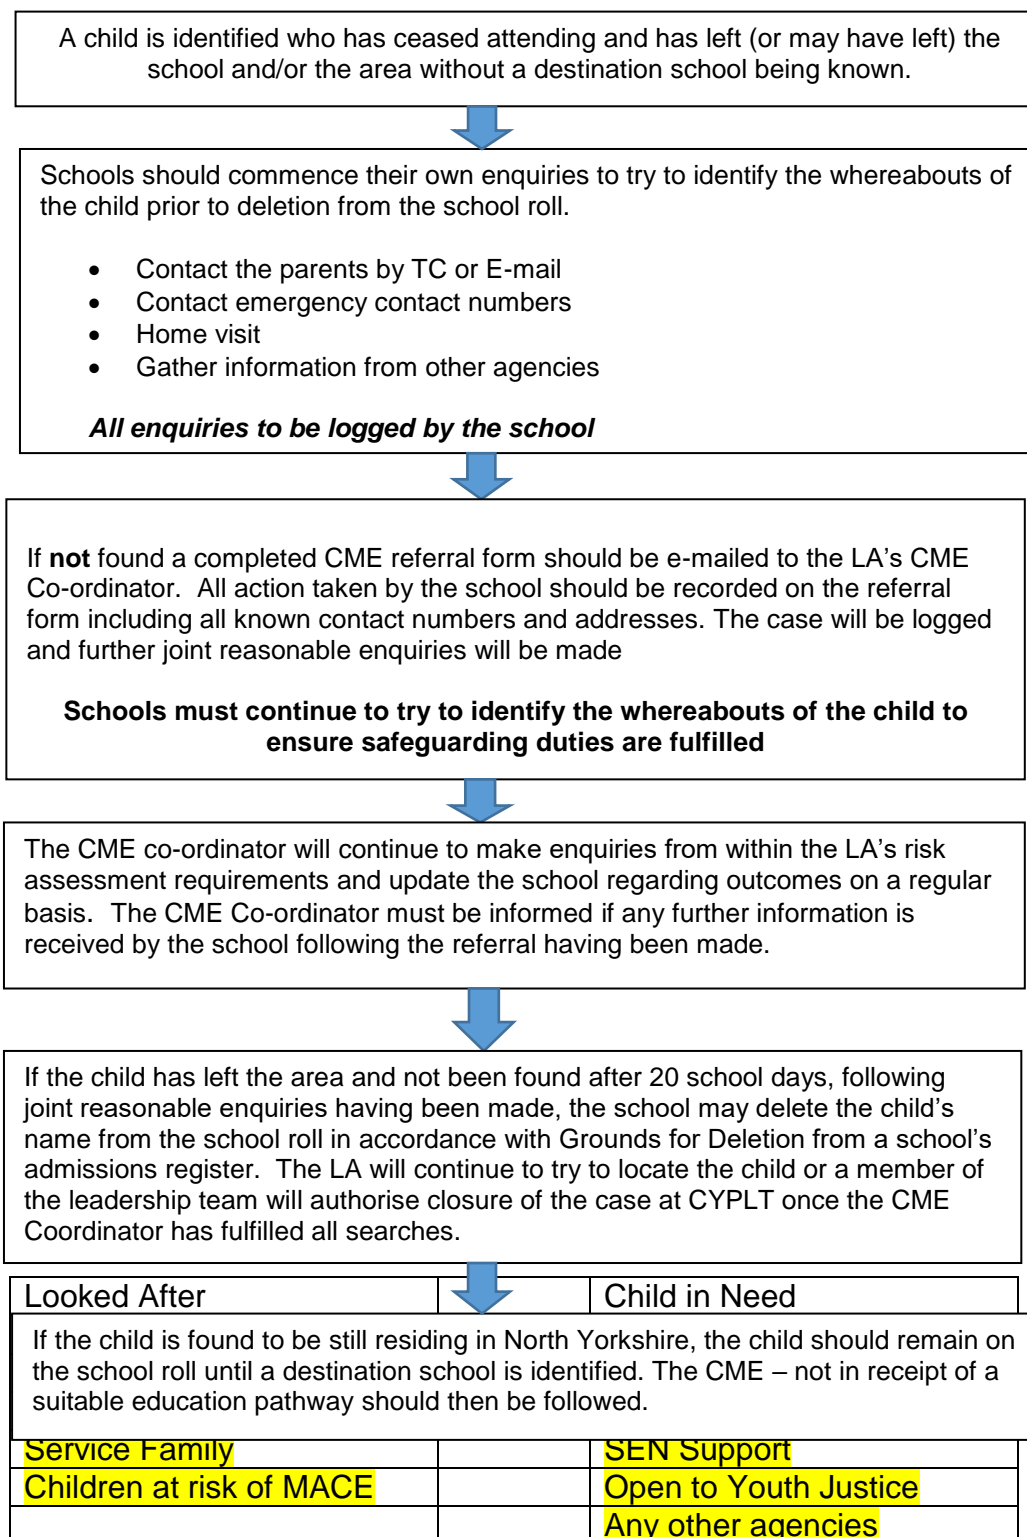 A child is identified who has ceased attending and has left (or may have left) the
school and/or the area without a destination school being known.
Schools should commence their own enquiries to try to identify the whereabouts of
the child prior to deletion from the school roll.
• Contact the parents by TC or E-mail
• Contact emergency contact numbers
• Home visit
• Gather information from other agencies
All enquiries to be logged by the school
If not found a completed CME referral form should be e-mailed to the LA’s CME
Co-ordinator. All action taken by the school should be recorded on the referral
form including all known contact numbers and addresses. The case will be logged
and further joint reasonable enquiries will be made
Schools must continue to try to identify the whereabouts of the child to
ensure safeguarding duties are fulfilled
The CME co-ordinator will continue to make enquiries from within the LA’s risk
assessment requirements and update the school regarding outcomes on a regular
basis. The CME Co-ordinator must be informed if any further information is
received by the school following the referral having been made.
If the child has left the area and not been found after 20 school days, following
joint reasonable enquiries having been made, the school may delete the child’s
name from the school roll in accordance with Grounds for Deletion from a school’s
admissions register. The LA will continue to try to locate the child or a member of
the leadership team will authorise closure of the case at CYPLT once the CME
Coordinator has fulfilled all searches.
Looked After
Child in Need
If the child is found to be still residing in North Yorkshire, the child should remain on
the school roll until a destination school is identified. The CME – not in receipt of a
suitable education pathway should then be followed.
Service Family
SEN Support
Children at risk of MACE
Open to Youth Justice
Any other agencies